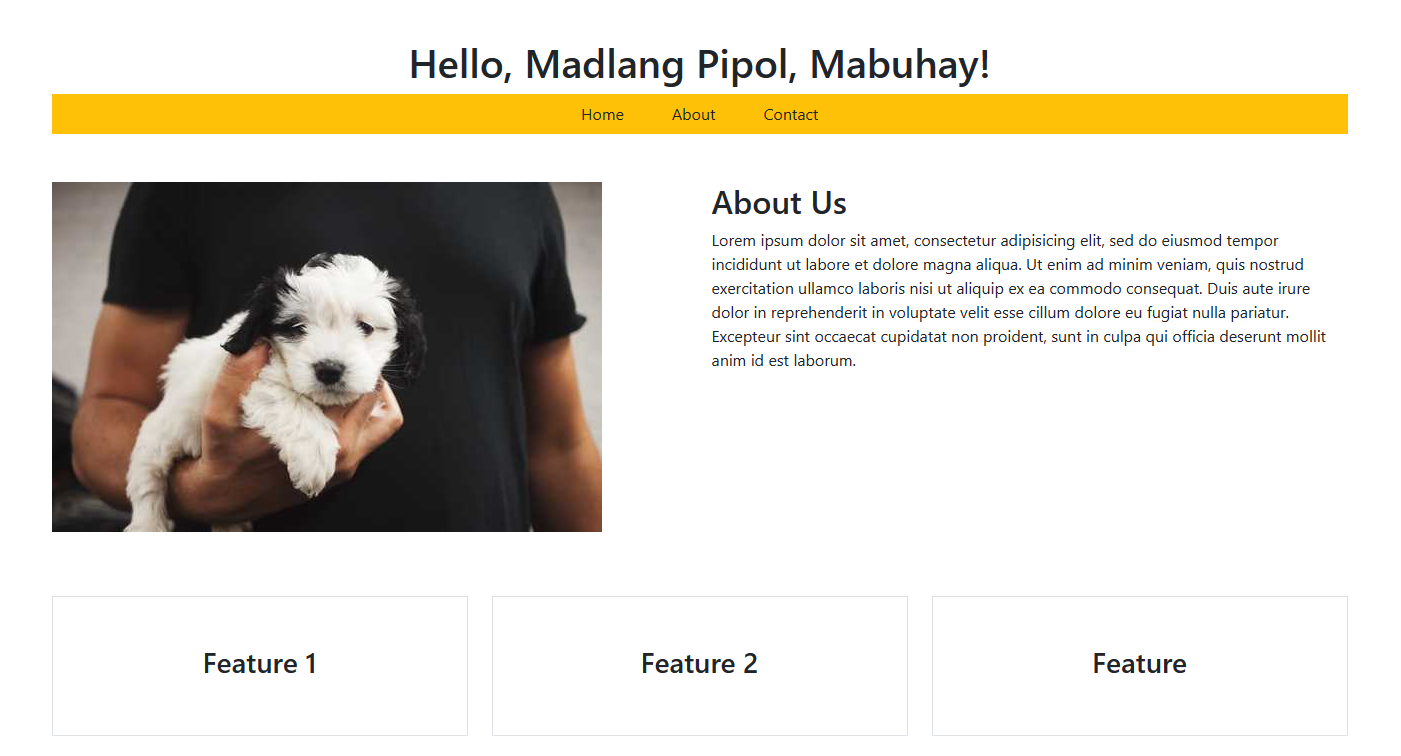 Hello, Madlang Pipol, Mabuhay!
Home About Contact
About Us
Lorem ipsum dolor sit amet, consectetur adipisicing elit, sed do eiusmod tempor
incididunt ut labore et dolore magna aliqua. Ut enim ad minim veniam, quis nostrud
exercitation ullamco laboris nisi ut aliquip ex ea commodo consequat. Duis aute irure
dolor in reprehenderit in voluptate velit esse cillum dolore eu fugiat nulla pariatur.
Excepteur sint occaecat cupidatat non proident, sunt in culpa qui officia deserunt mollit
anim id est laborum.
Feature 1
Feature 2
Feature